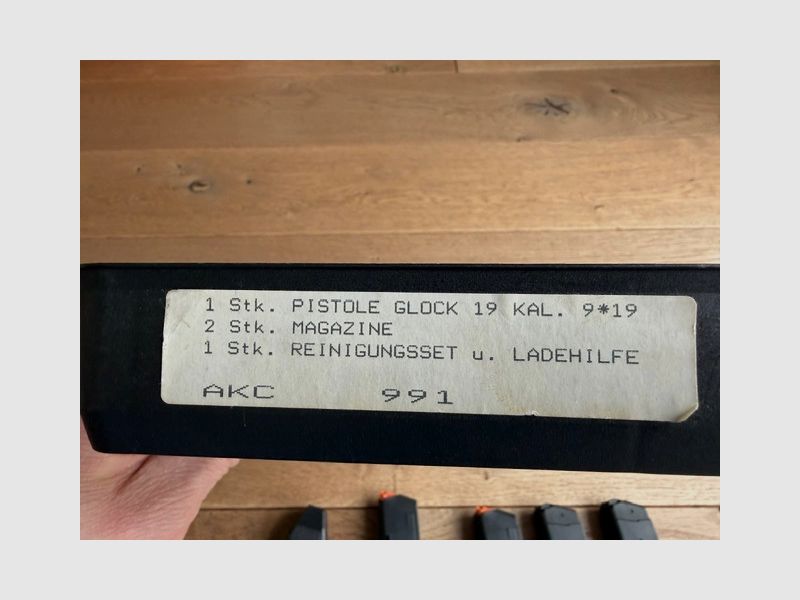 1 Stk. PISTOLE GLOCK 19 KAL. 9*19
2 Stk. MAGAZINE
1 Stk. REINIGUNGSSET u. LADEHILFE
AKC 991